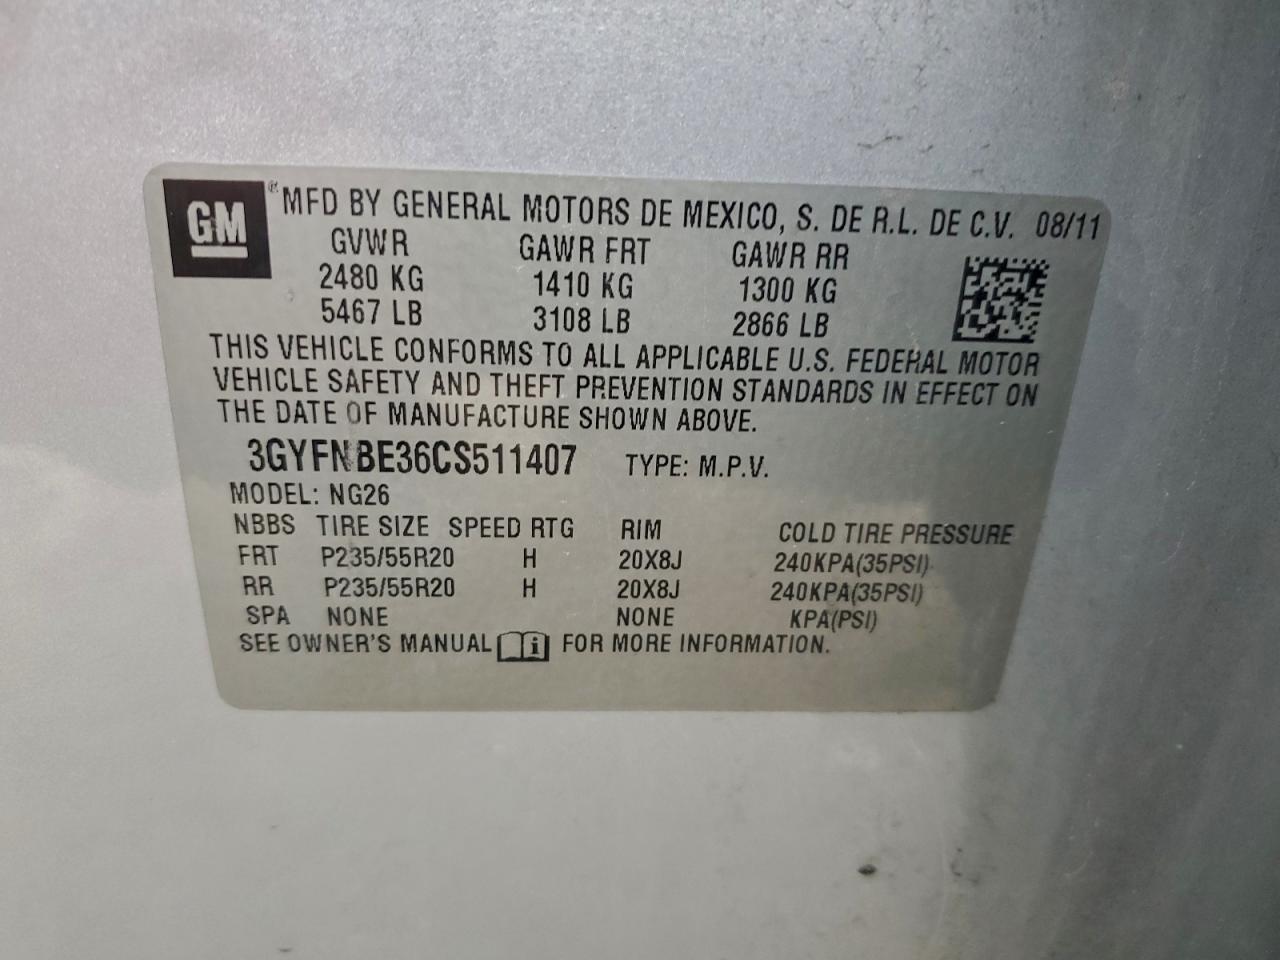 GM ® MFD BY GENERAL MOTORS DE MEXICO, S. DE R.L. DE C.V. 08/11
GVWR GAWR FRT GAWR RR
2480 KG 1410 KG 1300 KG
5467 LB 3108 LB 2866 LB
THIS VEHICLE CONFORMS TO ALL APPLICABLE U.S. FEDERAL MOTOR
VEHICLE SAFETY AND THEFT PREVENTION STANDARDS IN EFFECT ON
THE DATE OF MANUFACTURE SHOWN ABOVE.
3GYFNBE36CS511407 TYPE: M.P.V.
MODEL: NG26
NBBS TIRE SIZE SPEED RTG RIM COLD TIRE PRESSURE
FRT P235/55R20 H 20X8J 240KPA(35PSI)
RR P235/55R20 H 20X8J 240KPA(35PSI)
SPA NONE NONE KPA(PSI)
SEE OWNER'S MANUAL i FOR MORE INFORMATION.